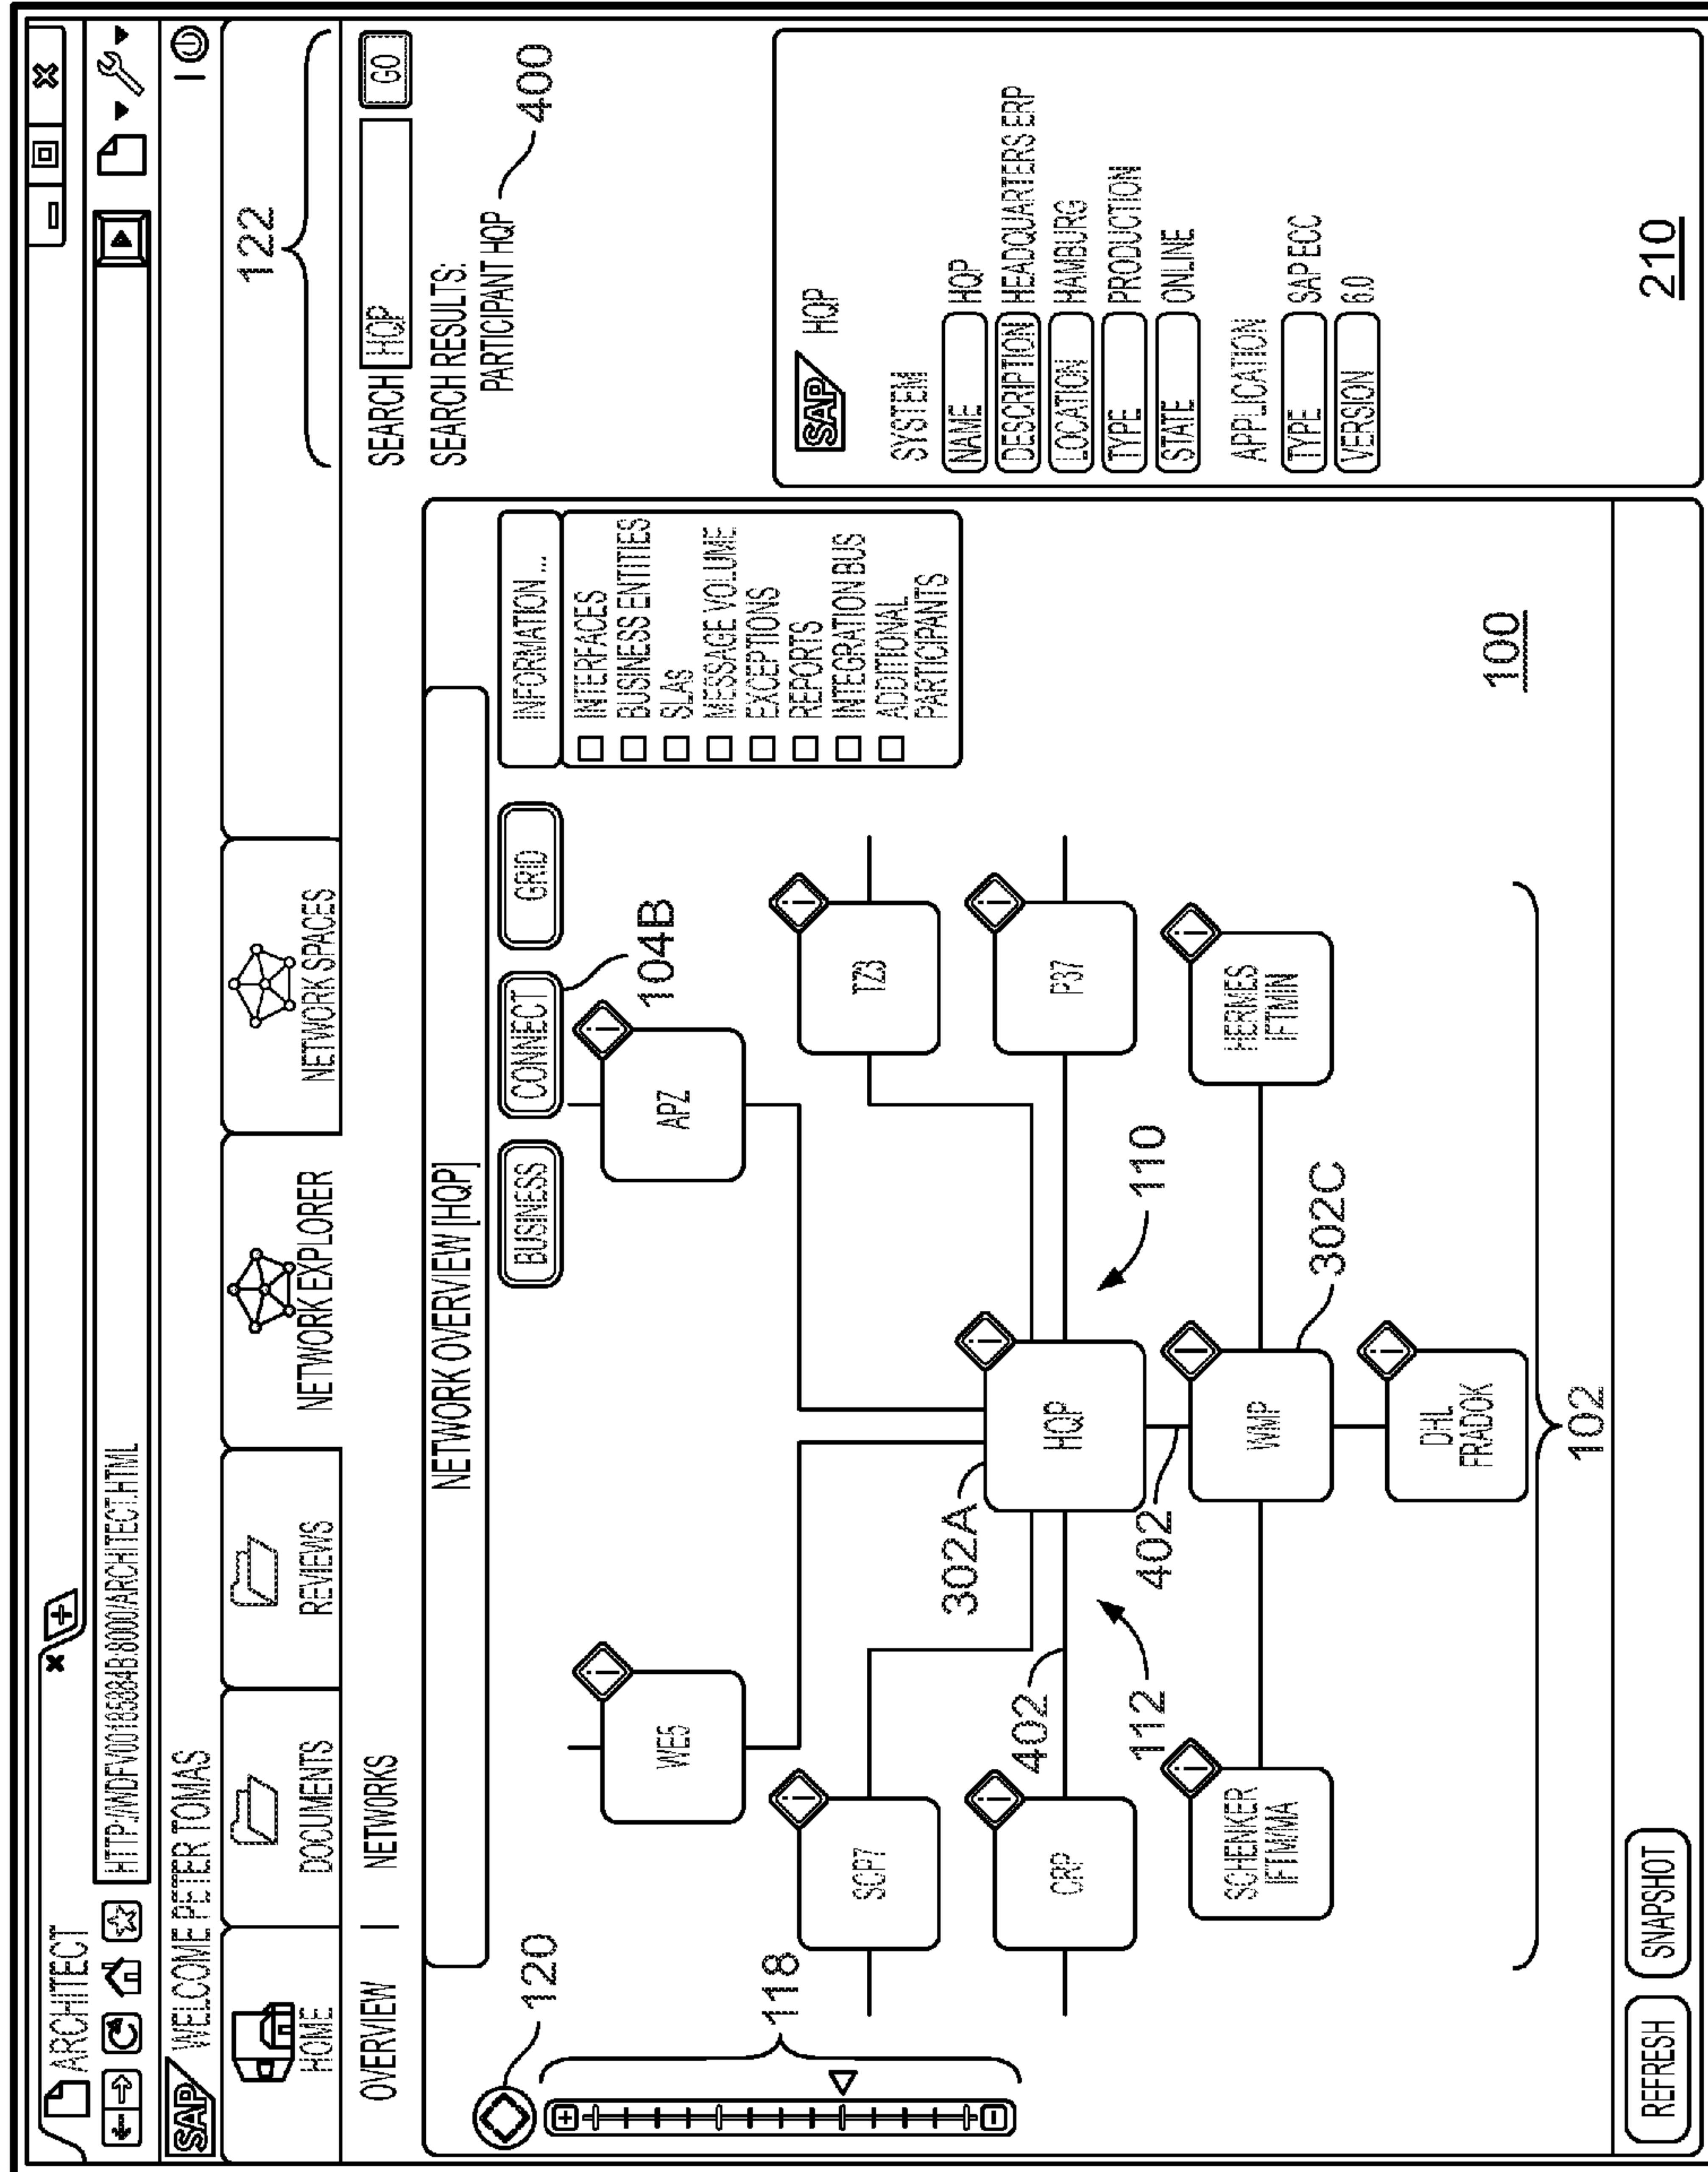 ARCHITECT
HTTP://WDFV0018584B:8000/ARCHITECT.HTML
SAP WELCOME PETER TOMAS
HOME
DOCUMENTS
REVIEWS
NETWORK EXPLORER
NETWORK SPACES
122
OVERVIEW | NETWORKS
SEARCH HQP GO
SEARCH RESULTS:
PARTICIPANT HQP
400
NETWORK OVERVIEW [HQP]
120
118
BUSINESS
CONNECT
GRID
104B
INFORMATION ...
INTERFACES
BUSINESS ENTITIES
SLAS
MESSAGE VOLUME
EXCEPTIONS
REPORTS
INTEGRATION BUS
ADDITIONAL
PARTICIPANTS
WE5
APZ
SCP7
TZ3
302A
HQP
110
402
112
402
CRP
P37
SCHENKER
IFTMMA
WMP
302C
HERMES
IFTMIN
DHL
FRADOK
102
100
SAP HQP
SYSTEM
NAME HQP
DESCRIPTION HEADQUARTERS ERP
LOCATION HAMBURG
TYPE PRODUCTION
STATE ONLINE
APPLICATION
TYPE SAP ECC
VERSION 6.0
210
REFRESH
SNAPSHOT